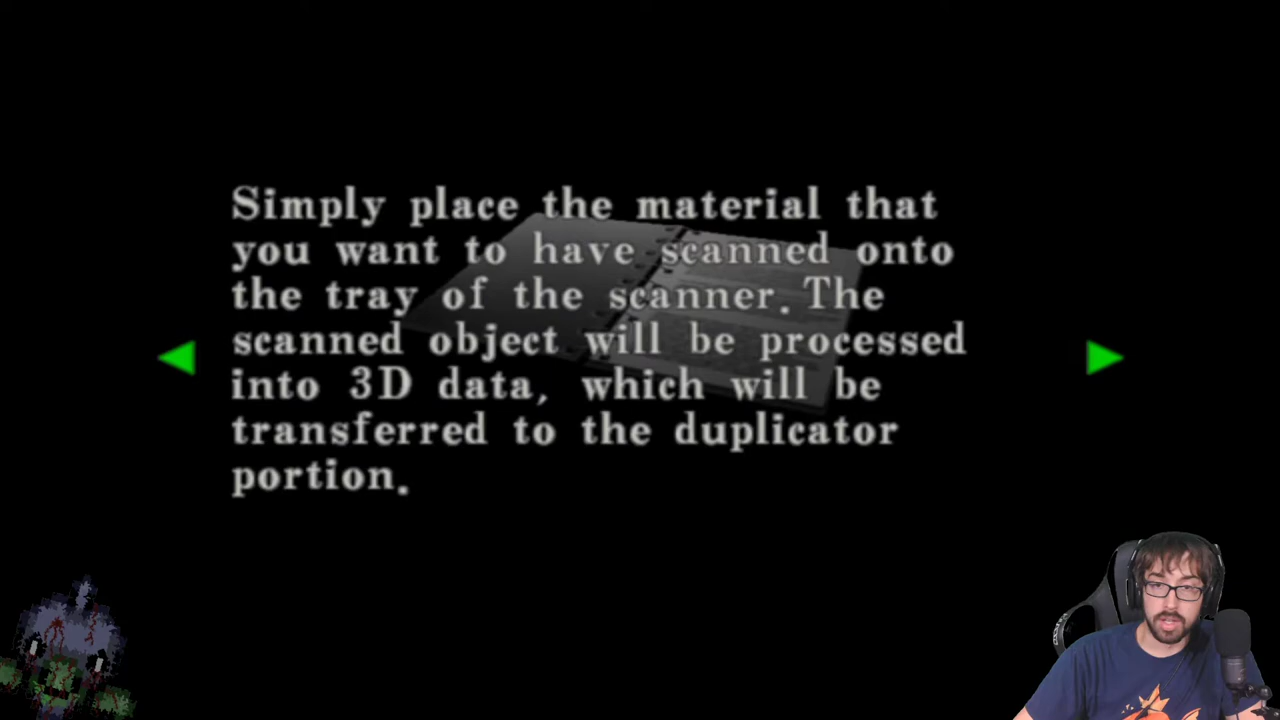 Simply place the material that
you want to have scanned onto
the tray of the scanner. The
scanned object will be processed
into 3D data, which will be
transferred to the duplicator
portion.